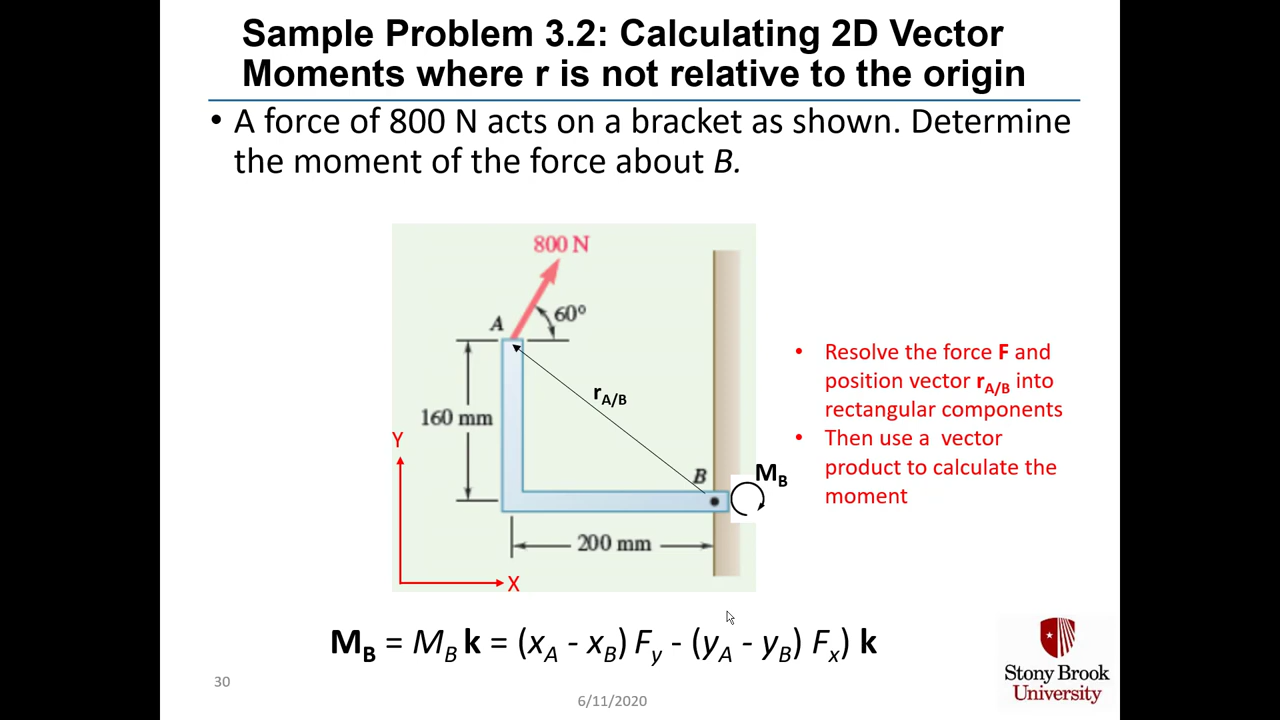 Sample Problem 3.2: Calculating 2D Vector
Moments where r is not relative to the origin
• A force of 800 N acts on a bracket as shown. Determine
the moment of the force about B.
800 N
60°
A
r_A/B
160 mm
Y
B
M_B
200 mm
X
• Resolve the force F and
position vector r_A/B into
rectangular components
• Then use a vector
product to calculate the
moment
M_B = M_B k = (x_A - x_B) F_y - (y_A - y_B) F_x) k
30
6/11/2020
Stony Brook
University